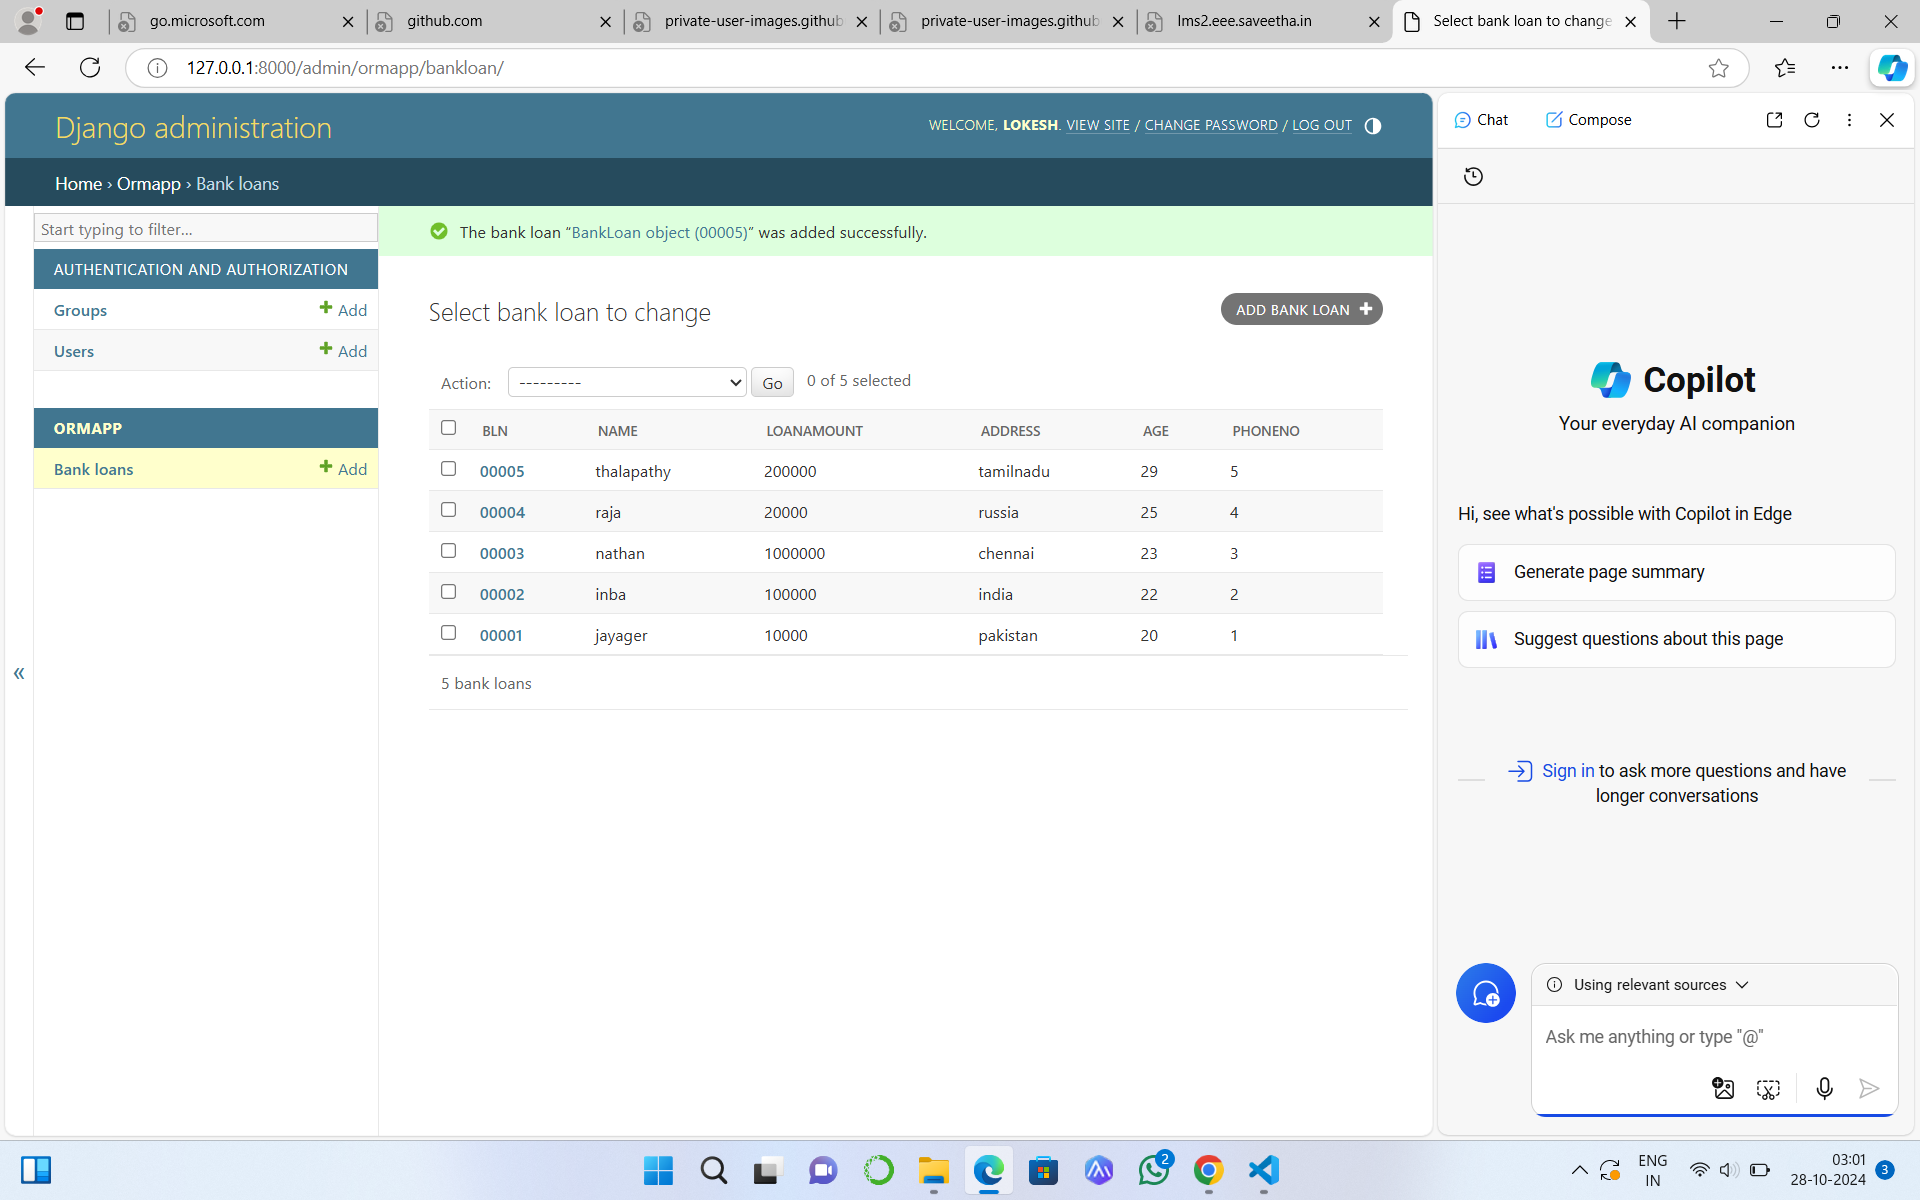 go.microsoft.com
github.com
private-user-images.github
private-user-images.github
lms2.eee.saveetha.in
Select bank loan to change
127.0.0.1:8000/admin/ormapp/bankloan/
Django administration
WELCOME, LOKESH. VIEW SITE / CHANGE PASSWORD / LOG OUT
Home › Ormapp › Bank loans
Start typing to filter...
AUTHENTICATION AND AUTHORIZATION
Groups Add
Users Add
ORMAPP
Bank loans Add
«
The bank loan “BankLoan object (00005)” was added successfully.
Select bank loan to change
ADD BANK LOAN
Action: --------- Go 0 of 5 selected
BLN NAME LOANAMOUNT ADDRESS AGE PHONENO
00005 thalapathy 200000 tamilnadu 29 5
00004 raja 20000 russia 25 4
00003 nathan 1000000 chennai 23 3
00002 inba 100000 india 22 2
00001 jayager 10000 pakistan 20 1
5 bank loans
Chat Compose
Copilot
Your everyday AI companion
Hi, see what's possible with Copilot in Edge
Generate page summary
Suggest questions about this page
Sign in to ask more questions and have
longer conversations
Using relevant sources
Ask me anything or type "@"
2
ENG
IN
03:01
28-10-2024
3